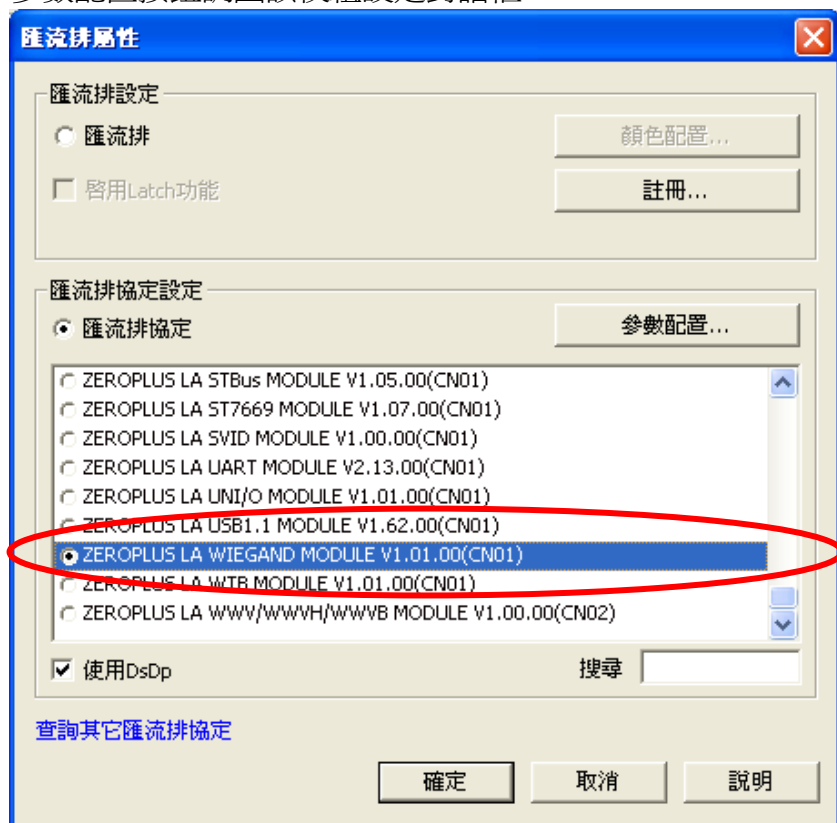 匯流排屬性
匯流排設定
匯流排
顏色配置...
啓用Latch功能
註冊...
匯流排協定設定
匯流排協定
參數配置...
ZEROPLUS LA STBus MODULE V1.05.00(CN01)
ZEROPLUS LA ST7669 MODULE V1.07.00(CN01)
ZEROPLUS LA SVID MODULE V1.00.00(CN01)
ZEROPLUS LA UART MODULE V2.13.00(CN01)
ZEROPLUS LA UNI/O MODULE V1.01.00(CN01)
ZEROPLUS LA USB1.1 MODULE V1.62.00(CN01)
ZEROPLUS LA WIEGAND MODULE V1.01.00(CN01)
ZEROPLUS LA WTB MODULE V1.01.00(CN01)
ZEROPLUS LA WWV/WWVH/WWVB MODULE V1.00.00(CN02)
使用DsDp
搜尋
查詢其它匯流排協定
確定
取消
說明